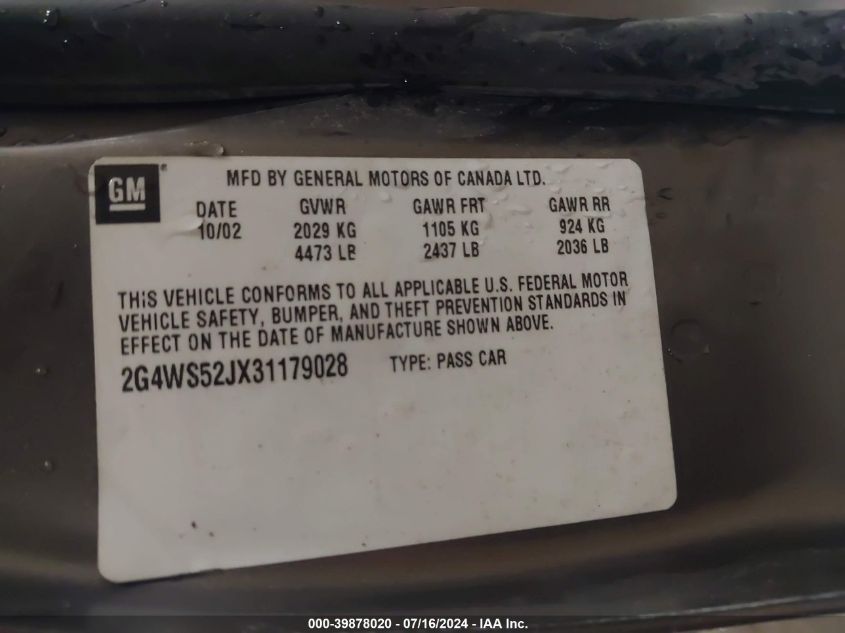 GM
MFD BY GENERAL MOTORS OF CANADA LTD.
DATE GVWR GAWR FRT GAWR RR
10/02 2029 KG 1105 KG 924 KG
4473 LB 2437 LB 2036 LB
THIS VEHICLE CONFORMS TO ALL APPLICABLE U.S. FEDERAL MOTOR
VEHICLE SAFETY, BUMPER, AND THEFT PREVENTION STANDARDS IN
EFFECT ON THE DATE OF MANUFACTURE SHOWN ABOVE.
2G4WS52JX31179028 TYPE: PASS CAR
000-39878020 - 07/16/2024 - IAA Inc.